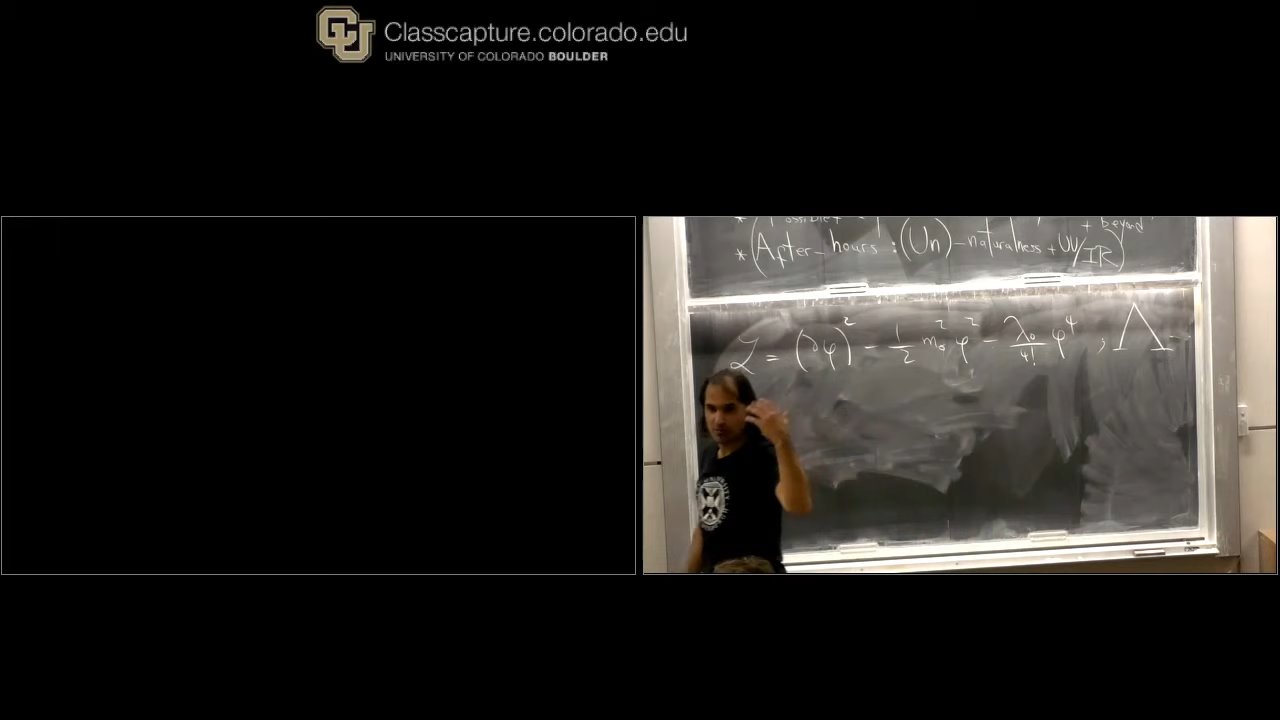 Classcapture.colorado.edu
UNIVERSITY OF COLORADO BOULDER
+ beyond
* (After-hours: (Un)-naturalness + UV/IR)
ℒ = (∂φ)² - 1/2 m₀² φ² - λ₀/4! φ⁴ , Λ